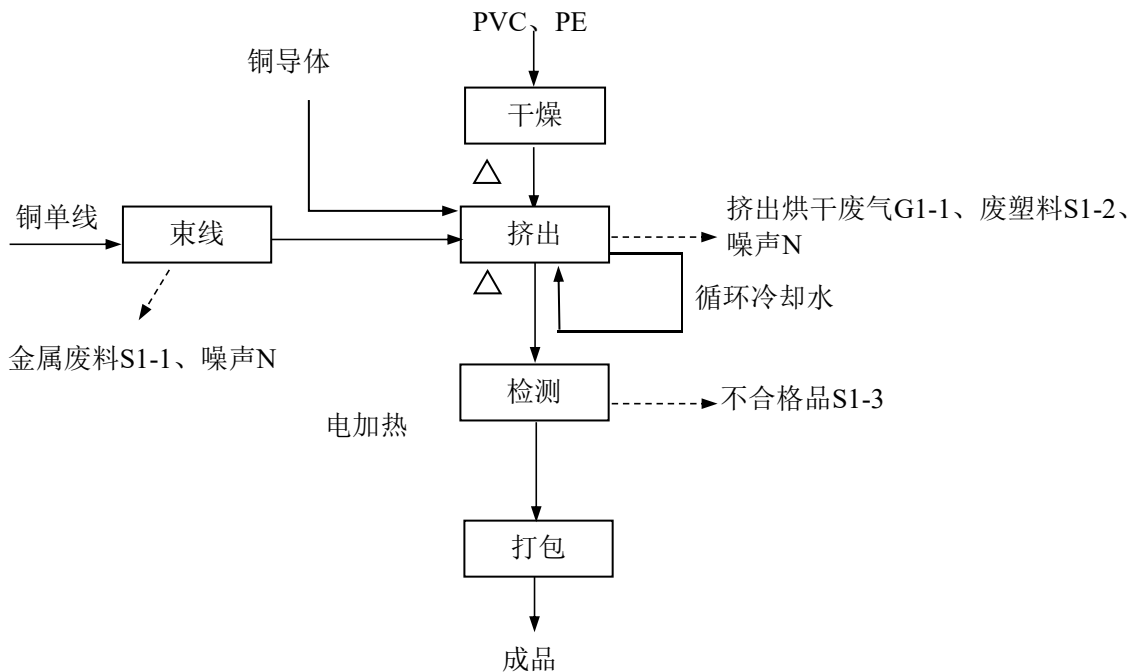 PVC、PE
铜导体
干燥
铜单线
束线
挤出
挤出烘干废气G1-1、废塑料S1-2、
噪声N
循环冷却水
金属废料S1-1、噪声N
检测
不合格品S1-3
电加热
打包
成品